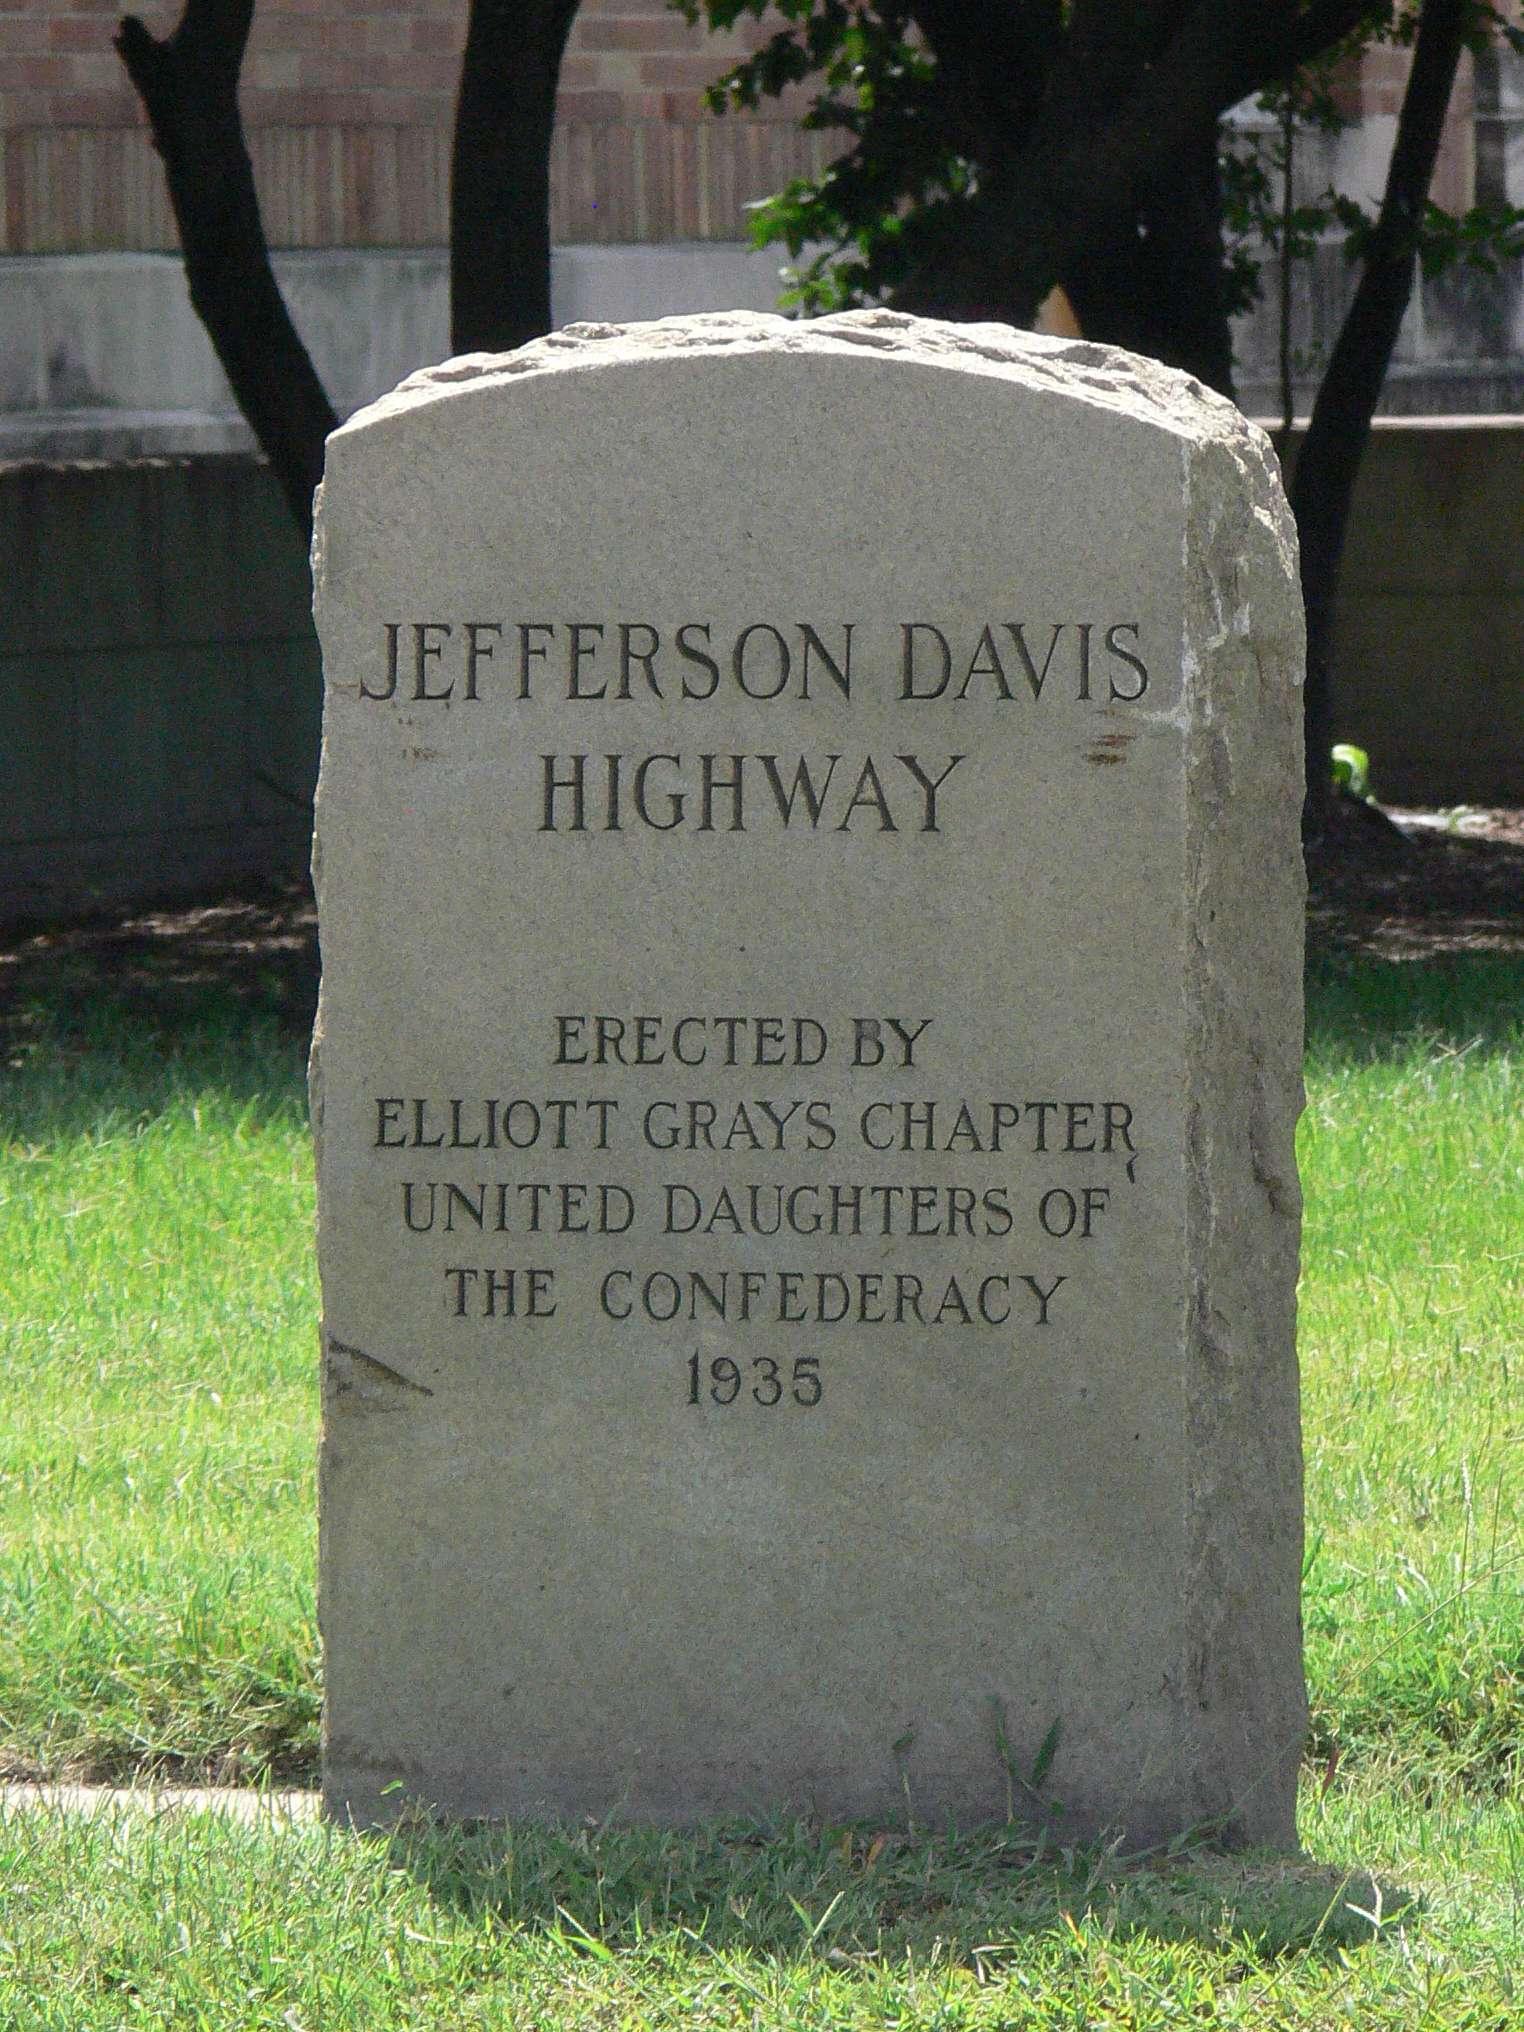 JEFFERSON DAVIS
HIGHWAY
ERECTED BY
ELLIOTT GRAYS CHAPTER
UNITED DAUGHTERS OF
THE CONFEDERACY
1935